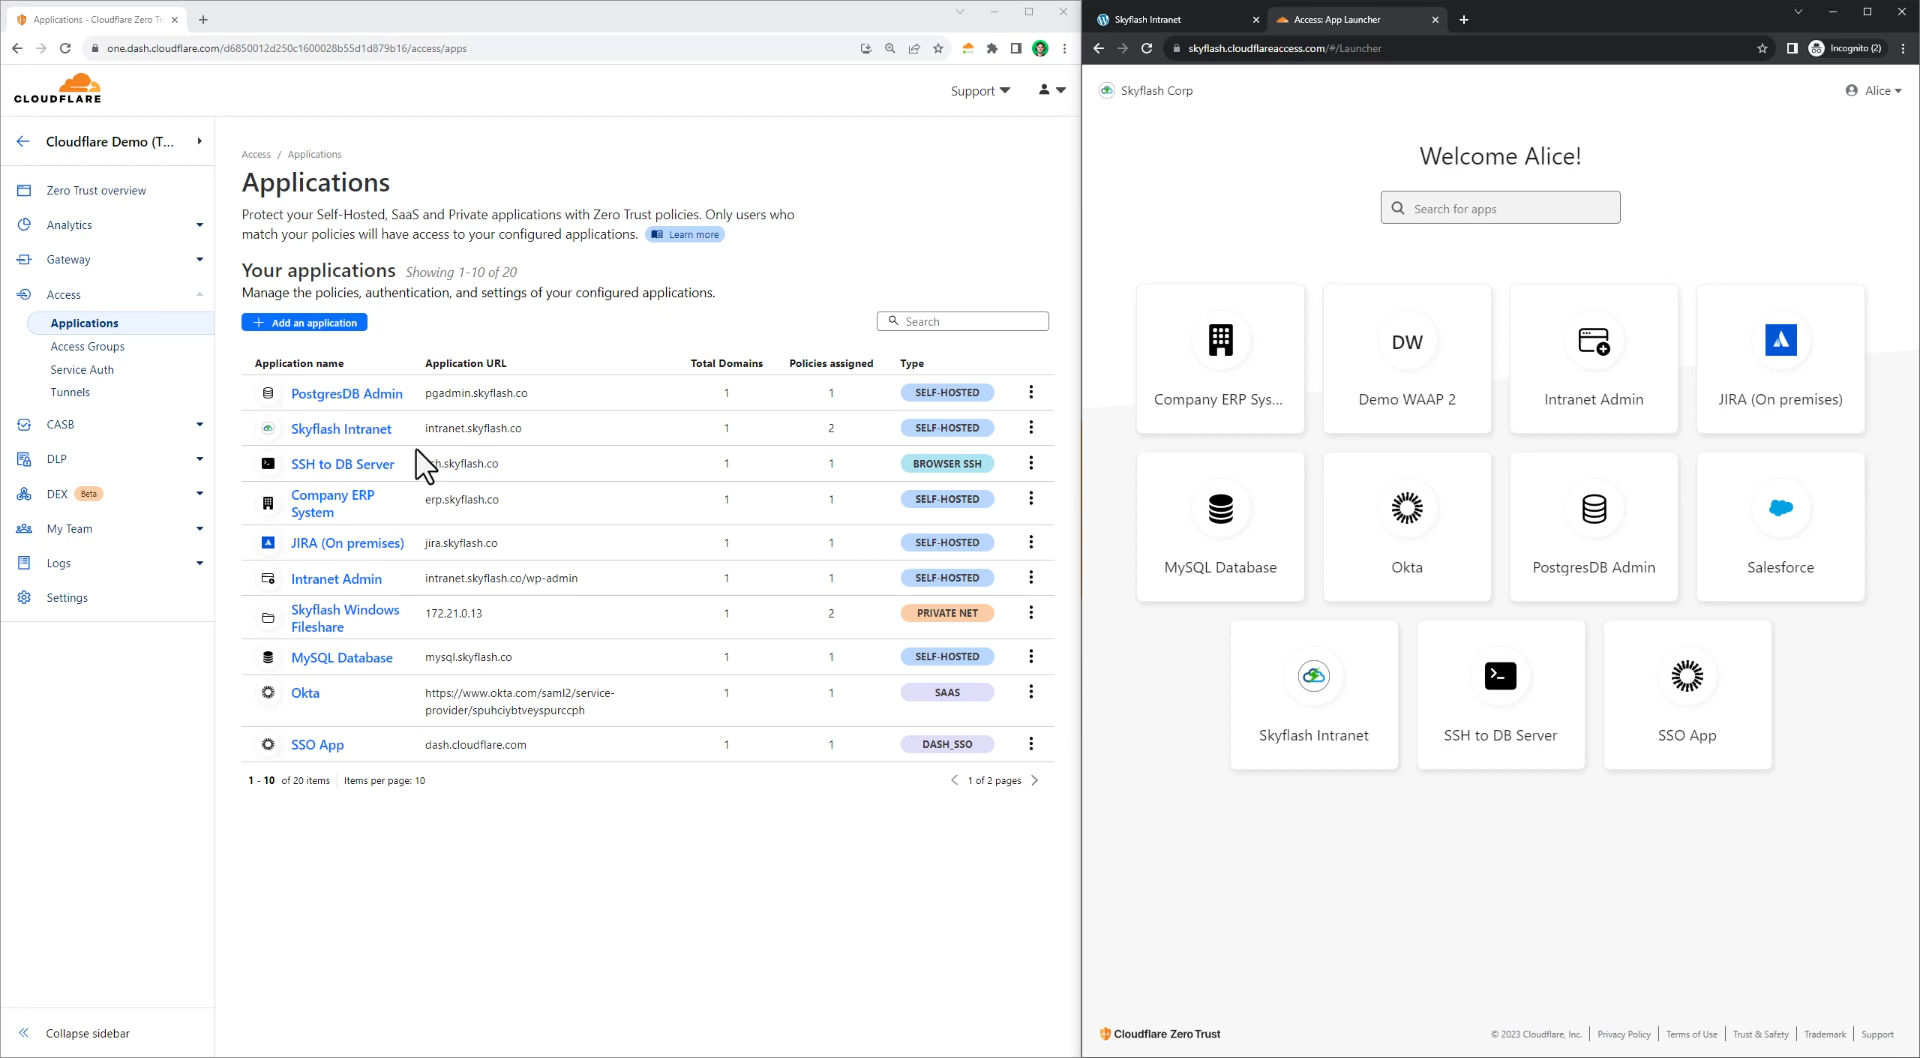 Applications - Cloudflare Zero Tr
one.dash.cloudflare.com/d6850012d250c1600028b55d1d879b16/access/apps
CLOUDFLARE
Support
Cloudflare Demo (T...
Zero Trust overview
Analytics
Gateway
Access
Applications
Access Groups
Service Auth
Tunnels
CASB
DLP
DEX Beta
My Team
Logs
Settings
Collapse sidebar
Access / Applications
Applications
Protect your Self-Hosted, SaaS and Private applications with Zero Trust policies. Only users who
match your policies will have access to your configured applications. Learn more
Your applications Showing 1-10 of 20
Manage the policies, authentication, and settings of your configured applications.
+ Add an application
Search
Application name Application URL Total Domains Policies assigned Type
PostgresDB Admin pgadmin.skyflash.co 1 1 SELF-HOSTED
Skyflash Intranet intranet.skyflash.co 1 2 SELF-HOSTED
SSH to DB Server h.skyflash.co 1 1 BROWSER SSH
Company ERP erp.skyflash.co 1 1 SELF-HOSTED
System
JIRA (On premises) jira.skyflash.co 1 1 SELF-HOSTED
Intranet Admin intranet.skyflash.co/wp-admin 1 1 SELF-HOSTED
Skyflash Windows 172.21.0.13 1 2 PRIVATE NET
Fileshare
MySQL Database mysql.skyflash.co 1 1 SELF-HOSTED
Okta https://www.okta.com/saml2/service- 1 1 SAAS
provider/spuhciybtveyspurccph
SSO App dash.cloudflare.com 1 1 DASH_SSO
1 - 10 of 20 items Items per page: 10 1 of 2 pages
Skyflash Intranet
Access: App Launcher
skyflash.cloudflareaccess.com/#/Launcher
Incognito (2)
Skyflash Corp
Alice
Welcome Alice!
Search for apps
Company ERP Sys...
DW
Demo WAAP 2
Intranet Admin
JIRA (On premises)
MySQL Database
Okta
PostgresDB Admin
Salesforce
Skyflash Intranet
SSH to DB Server
SSO App
Cloudflare Zero Trust
© 2023 Cloudflare, Inc. Privacy Policy Terms of Use Trust & Safety Trademark Support